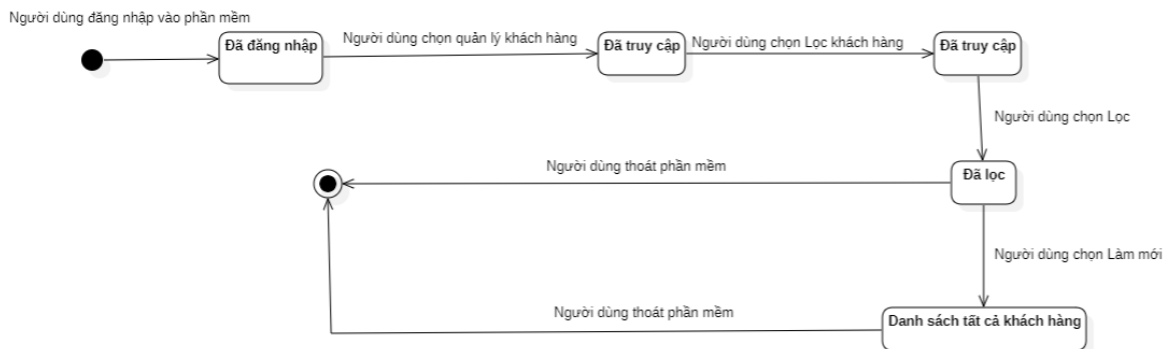 Người dùng đăng nhập vào phần mềm
Đã đăng nhập
Người dùng chọn quản lý khách hàng
Đã truy cập
Người dùng chọn Lọc khách hàng
Đã truy cập
Người dùng chọn Lọc
Người dùng thoát phần mềm
Đã lọc
Người dùng chọn Làm mới
Người dùng thoát phần mềm
Danh sách tất cả khách hàng